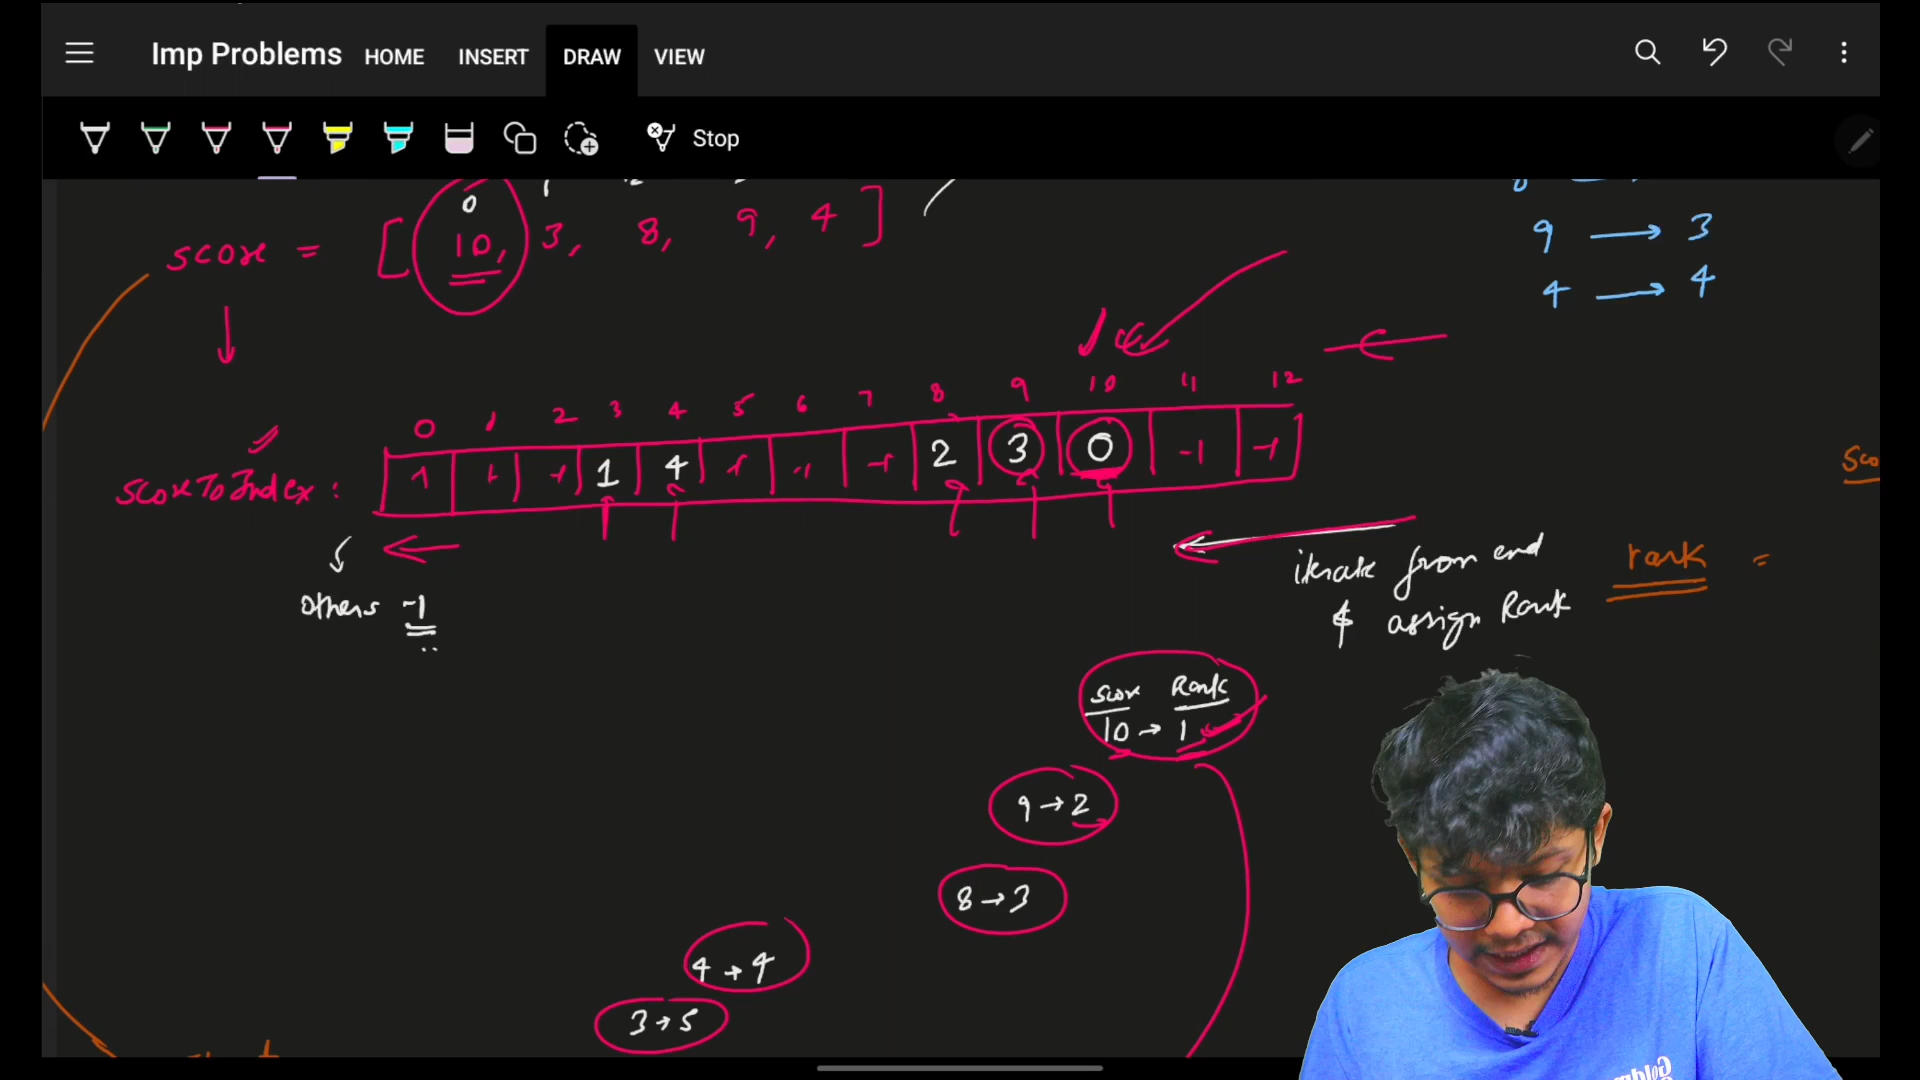 Imp Problems HOME INSERT DRAW VIEW
Stop
0
score = [ 10, 3, 8, 9, 4 ]
9 → 3
4 → 4
0 1 2 3 4 5 6 7 8 9 10 11 12
scoreToIndex : -1 -1 -1 1 4 -1 -1 -1 2 3 0 -1 -1
others -1
iterate from end
& assign Rank
rank =
Score Rank
10 → 1
9 → 2
8 → 3
4 → 4
3 → 5